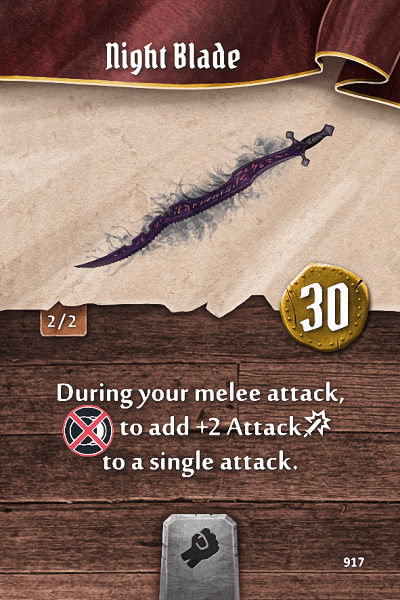 Night Blade
2/2
30
During your melee attack,
to add +2 Attack
to a single attack.
917